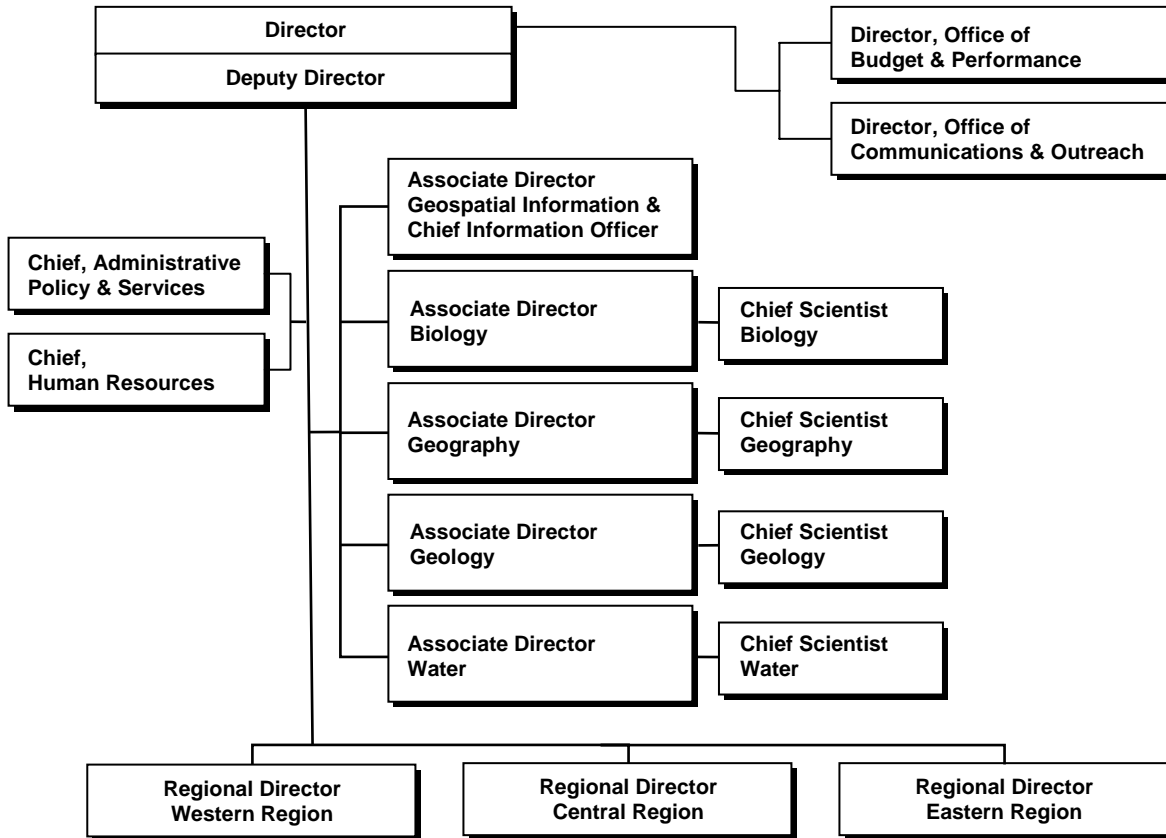 Director
Deputy Director
Director, Office of
Budget & Performance
Director, Office of
Communications & Outreach
Associate Director
Geospatial Information &
Chief Information Officer
Chief, Administrative
Policy & Services
Chief,
Human Resources
Associate Director
Biology
Chief Scientist
Biology
Associate Director
Geography
Chief Scientist
Geography
Associate Director
Geology
Chief Scientist
Geology
Associate Director
Water
Chief Scientist
Water
Regional Director
Western Region
Regional Director
Central Region
Regional Director
Eastern Region